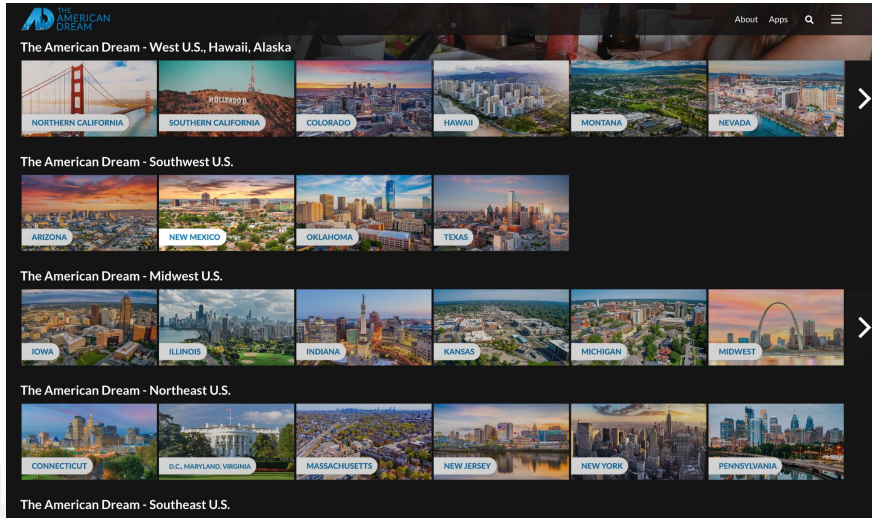 THE
AMERICAN
DREAM
About Apps
The American Dream - West U.S., Hawaii, Alaska
HOLLYWOOD
NORTHERN CALIFORNIA
SOUTHERN CALIFORNIA
COLORADO
HAWAII
MONTANA
NEVADA
The American Dream - Southwest U.S.
ARIZONA
NEW MEXICO
OKLAHOMA
TEXAS
The American Dream - Midwest U.S.
IOWA
ILLINOIS
INDIANA
KANSAS
MICHIGAN
MIDWEST
The American Dream - Northeast U.S.
CONNECTICUT
D.C., MARYLAND, VIRGINIA
MASSACHUSETTS
NEW JERSEY
NEW YORK
PENNSYLVANIA
The American Dream - Southeast U.S.